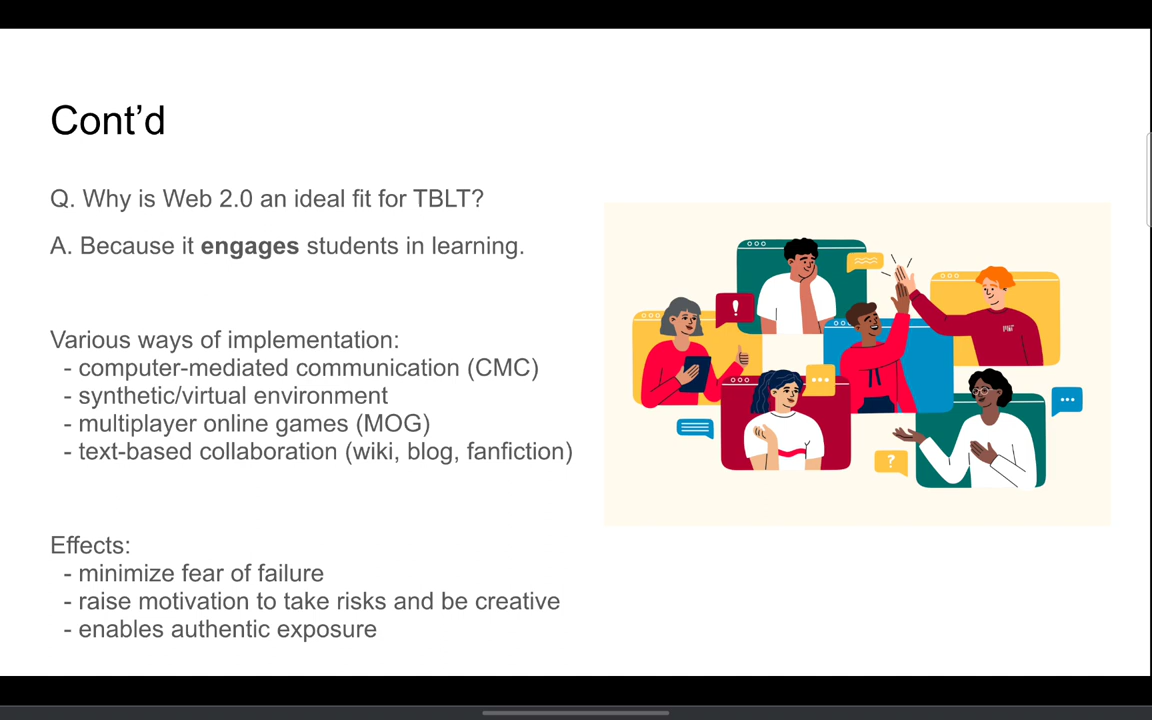 Cont’d
Q. Why is Web 2.0 an ideal fit for TBLT?
A. Because it engages students in learning.
Various ways of implementation:
- computer-mediated communication (CMC)
- synthetic/virtual environment
- multiplayer online games (MOG)
- text-based collaboration (wiki, blog, fanfiction)
Effects:
- minimize fear of failure
- raise motivation to take risks and be creative
- enables authentic exposure
!
?